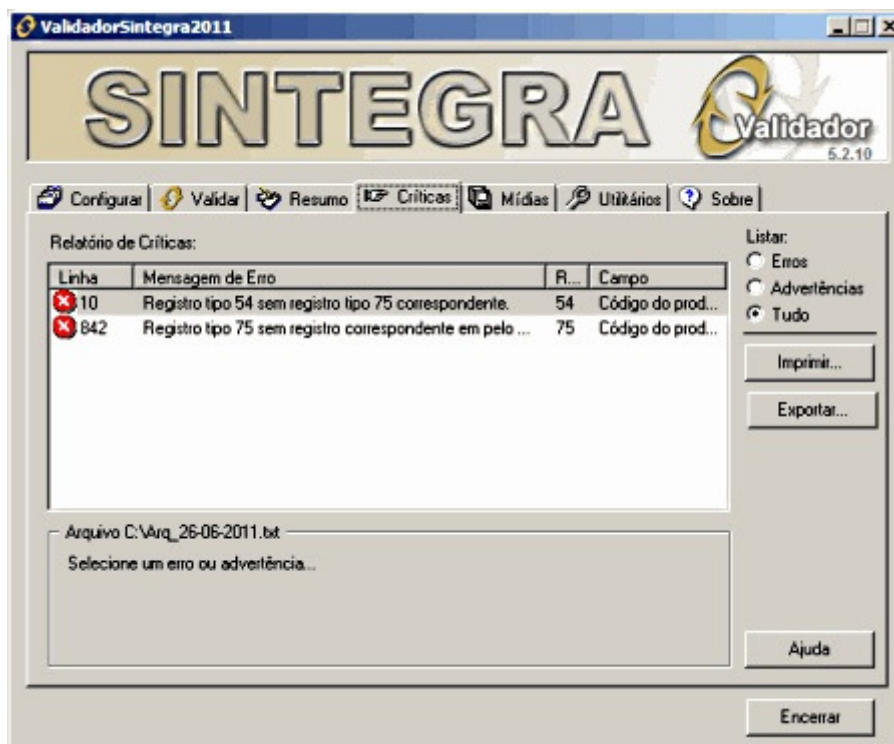 ValidadorSintegra2011
SINTEGRA
Validador
5.2.10
Configurar Validar Resumo Críticas Mídias Utilitários Sobre
Relatório de Críticas:
Listar:
Erros
Advertências
Tudo
Linha Mensagem de Erro R... Campo
10 Registro tipo 54 sem registro tipo 75 correspondente. 54 Código do prod...
842 Registro tipo 75 sem registro correspondente em pelo ... 75 Código do prod...
Imprimir...
Exportar...
Arquivo C:\Arq_26-06-2011.txt
Selecione um erro ou advertência...
Ajuda
Encerrar